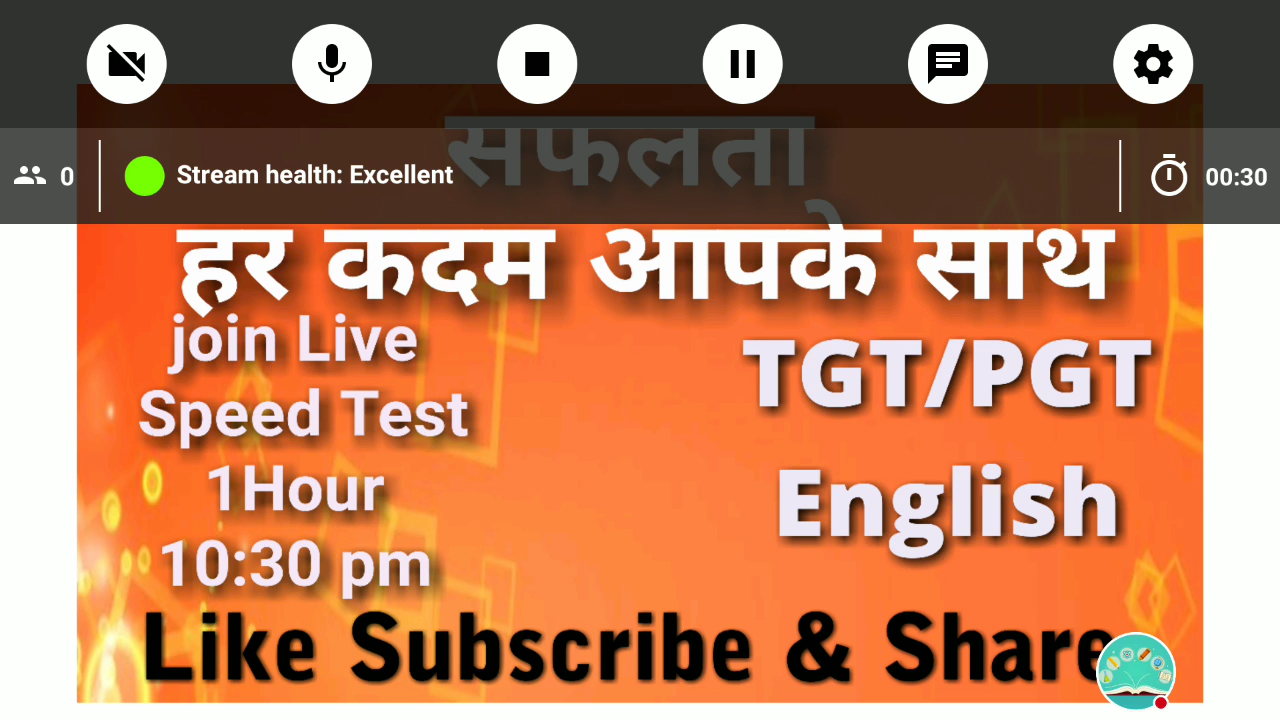 0 Stream health: Excellent 00:30
सफलता
हर कदम आपके साथ
join Live
Speed Test
1Hour
10:30 pm
TGT/PGT
English
Like Subscribe & Share